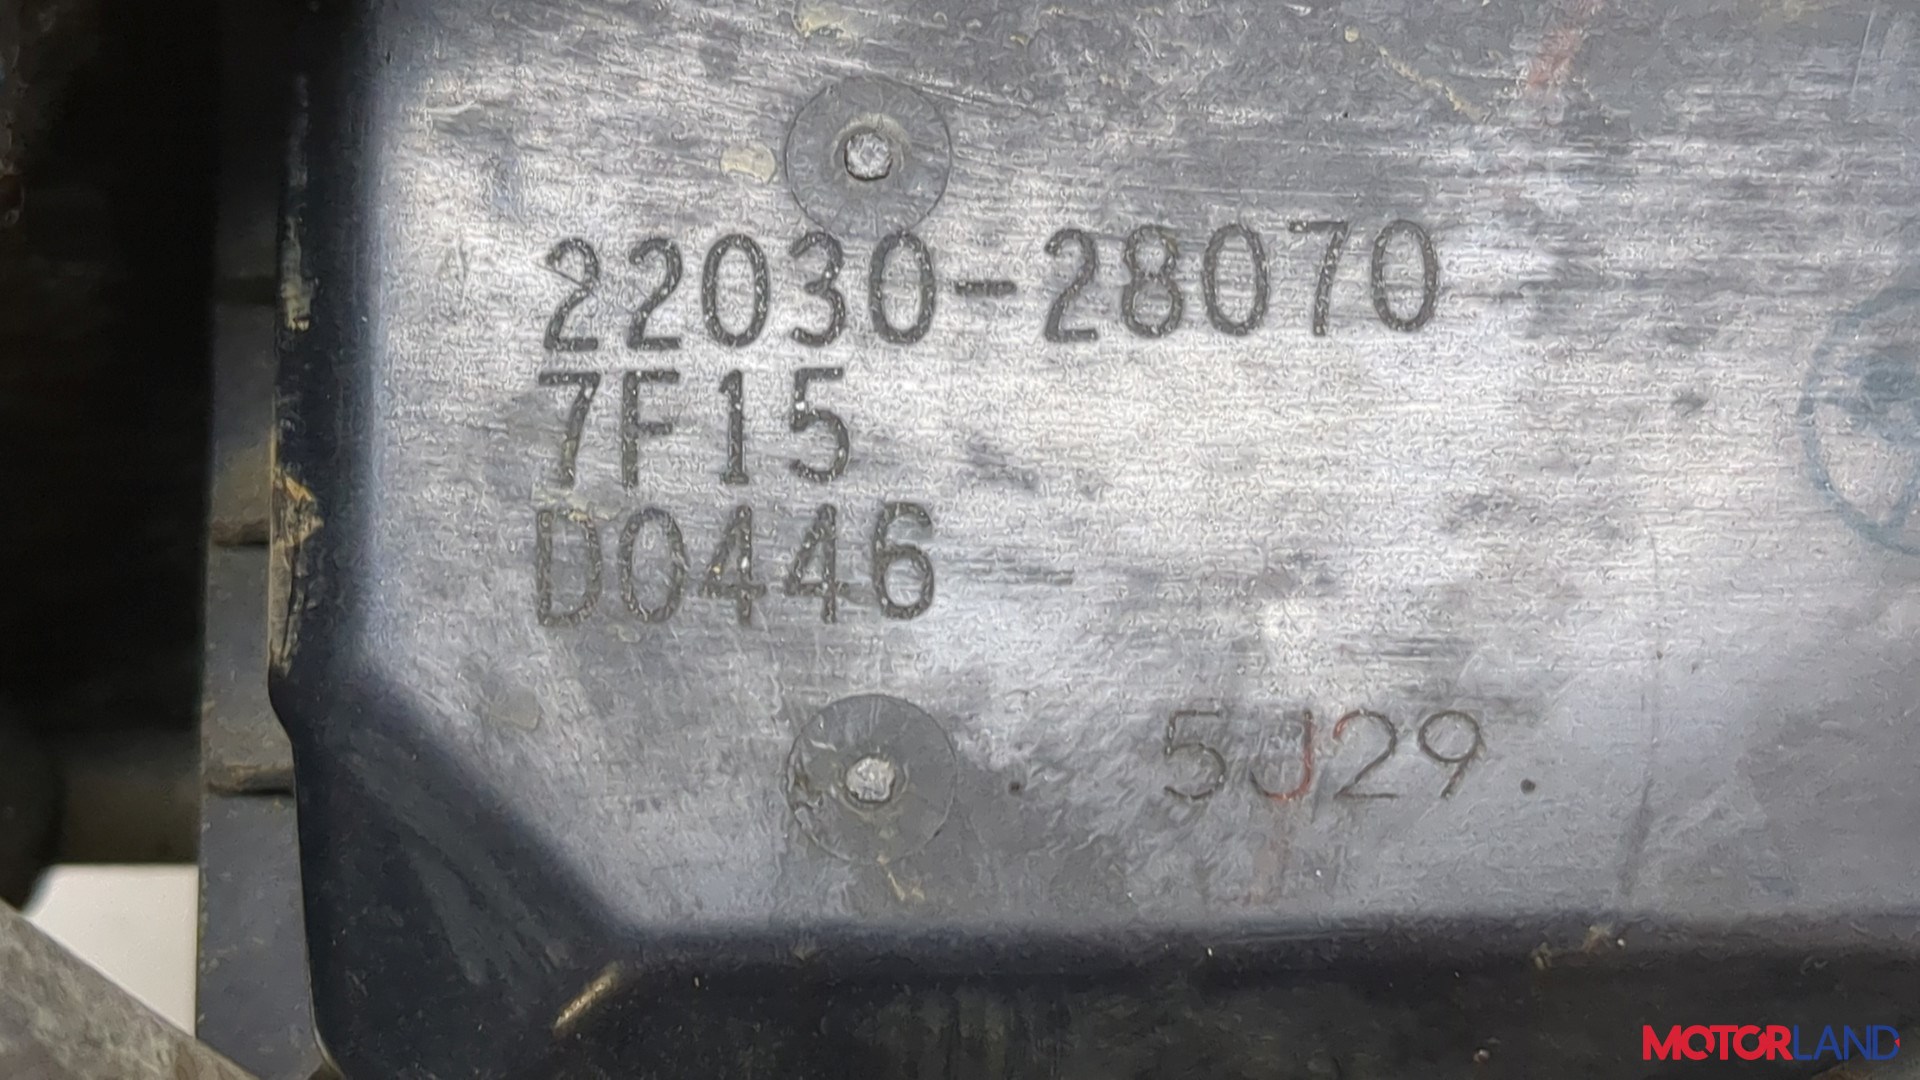 22030-28070
7F15
D0446
. 5J29.
MOTORLAND